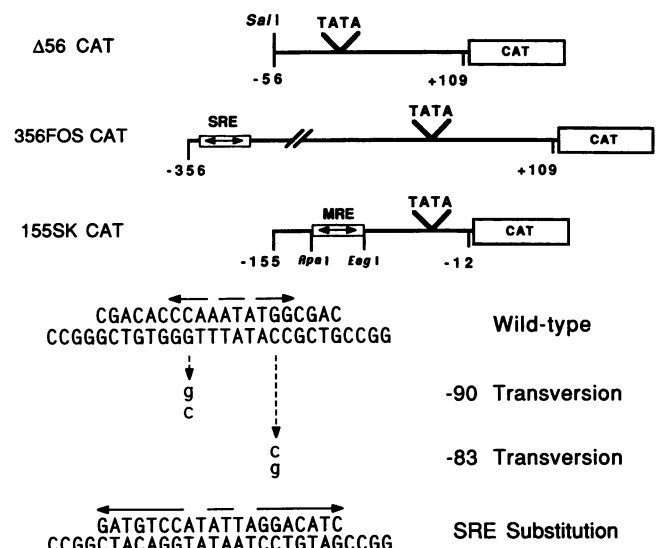 Sal I TATA
Δ56 CAT CAT
-56 +109
SRE TATA
356FOS CAT CAT
-356 +109
MRE TATA
155SK CAT CAT
-155 Apa I Eag I -12
CGACACCCAAATATGGCGAC
CCGGGCTGTGGGTTTATACCGCTGCCGG
Wild-type
g
c
-90 Transversion
c
g
-83 Transversion
GATGTCCATATTAGGACATC
CCGGCTACAGGTATAATCCTGTAGCCGG
SRE Substitution